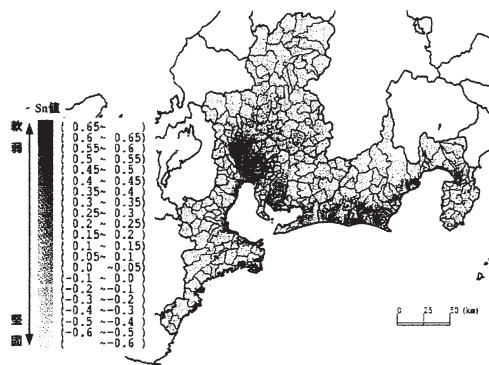 Sn値
軟弱
( 0.65~ )
( 0.6 ~ 0.65)
( 0.55~ 0.6 )
( 0.5 ~ 0.55)
( 0.45~ 0.5 )
( 0.4 ~ 0.45)
( 0.35~ 0.4 )
( 0.3 ~ 0.35)
( 0.25~ 0.3 )
( 0.2 ~ 0.25)
( 0.15~ 0.2 )
( 0.1 ~ 0.15)
( 0.05~ 0.1 )
( 0.0 ~0.05)
(-0.1 ~ 0.0 )
(-0.2 ~-0.1 )
(-0.3 ~-0.2 )
(-0.4 ~-0.3 )
(-0.5 ~-0.4 )
(-0.6 ~-0.5 )
( ~-0.6 )
堅固
0 25 50 (km)